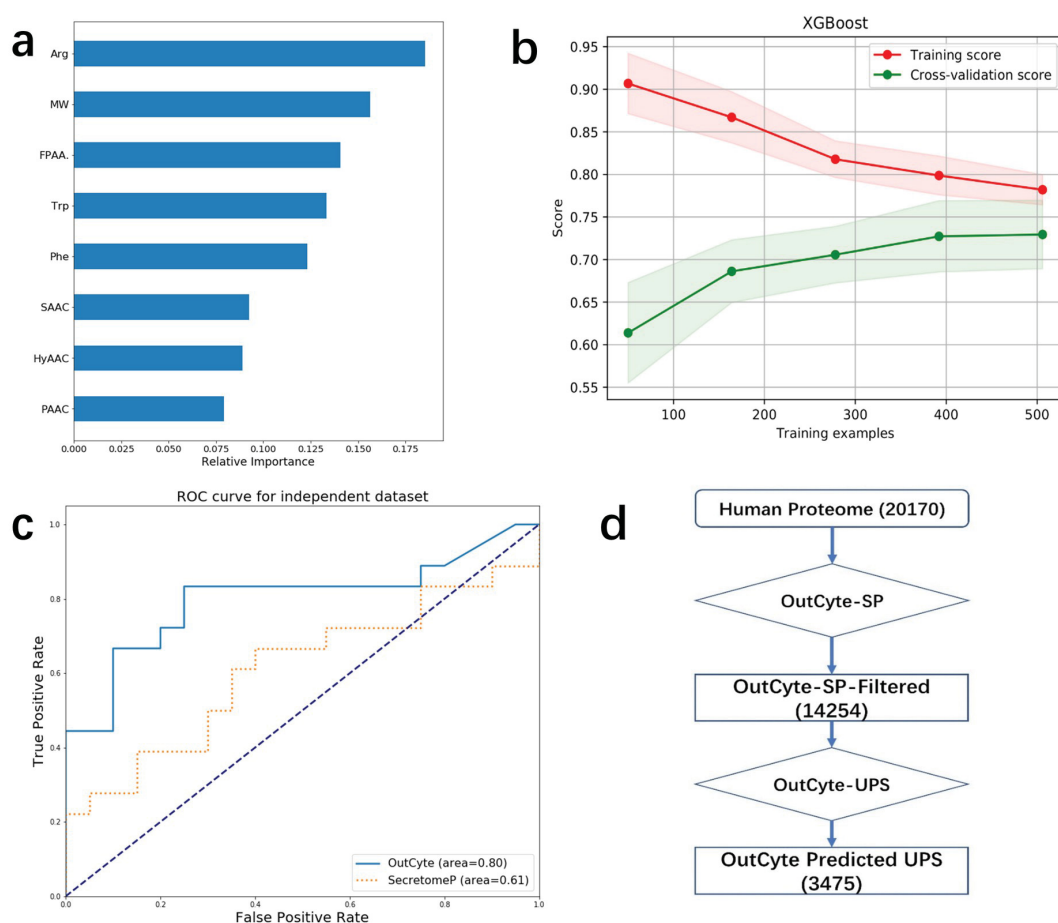 a
Arg
MW
FPAA.
Trp
Phe
SAAC
HyAAC
PAAC
0.000 0.025 0.050 0.075 0.100 0.125 0.150 0.175
Relative Importance
b
XGBoost
Training score
Cross-validation score
0.95
0.90
0.85
0.80
0.75
0.70
0.65
0.60
0.55
Score
100 200 300 400 500
Training examples
c
ROC curve for independent dataset
1.0
0.8
0.6
0.4
0.2
0.0
True Positive Rate
OutCyte (area=0.80)
SecretomeP (area=0.61)
0.0 0.2 0.4 0.6 0.8 1.0
False Positive Rate
d
Human Proteome (20170)
OutCyte-SP
OutCyte-SP-Filtered
(14254)
OutCyte-UPS
OutCyte Predicted UPS
(3475)